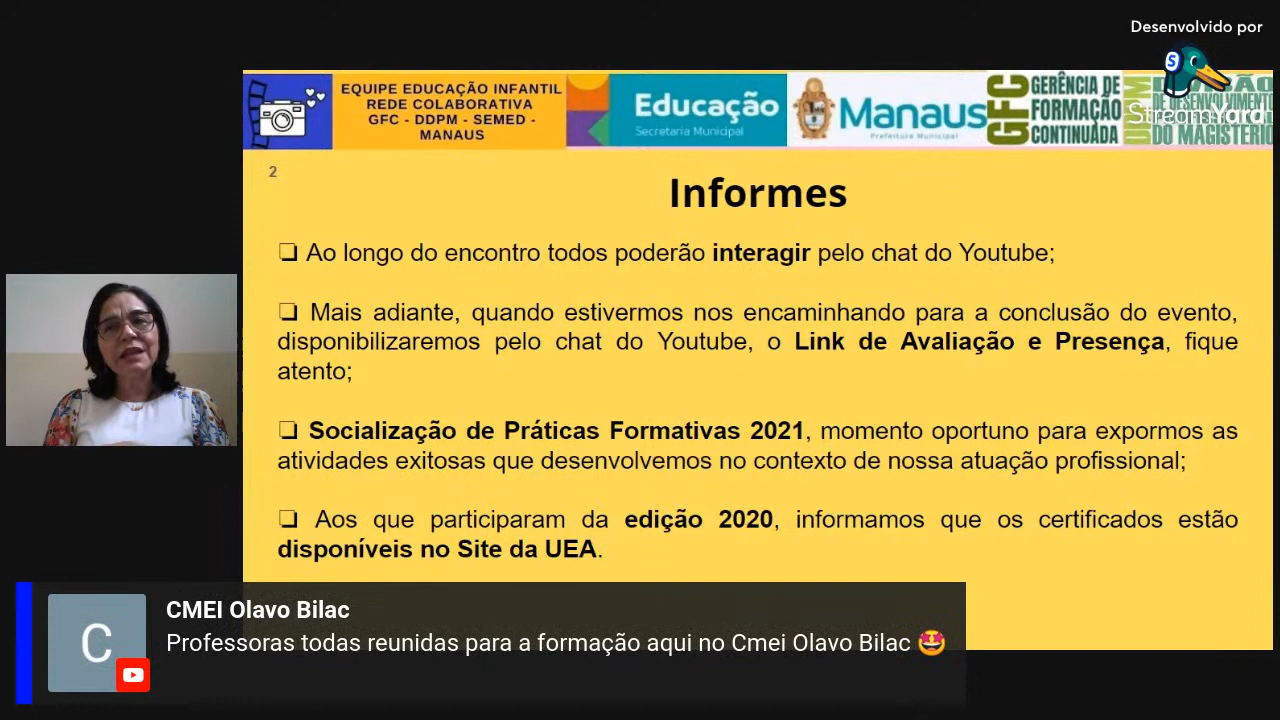 Desenvolvido por
StreamYard
EQUIPE EDUCAÇÃO INFANTIL
REDE COLABORATIVA
GFC - DDPM - SEMED -
MANAUS
Educação
Secretaria Municipal
Manaus
Prefeitura Municipal
GFC
GERÊNCIA DE
FORMAÇÃO
CONTINUADA
DE DESENVOLVIMENTO
DO MAGISTÉRIO
2
Informes
❏ Ao longo do encontro todos poderão interagir pelo chat do Youtube;
❏ Mais adiante, quando estivermos nos encaminhando para a conclusão do evento,
disponibilizaremos pelo chat do Youtube, o Link de Avaliação e Presença, fique
atento;
❏ Socialização de Práticas Formativas 2021, momento oportuno para expormos as
atividades exitosas que desenvolvemos no contexto de nossa atuação profissional;
❏ Aos que participaram da edição 2020, informamos que os certificados estão
disponíveis no Site da UEA.
C
CMEI Olavo Bilac
Professoras todas reunidas para a formação aqui no Cmei Olavo Bilac 🤩